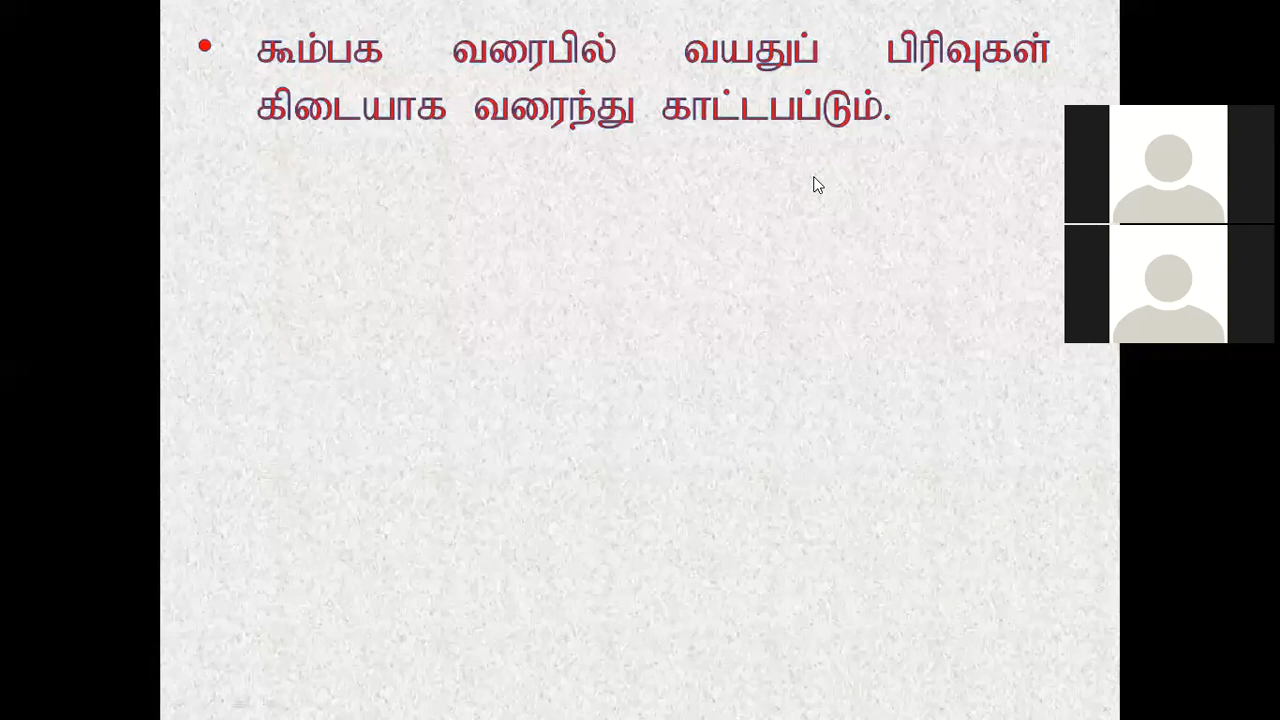 • கூம்பக வரைபில் வயதுப் பிரிவுகள்
கிடையாக வரைந்து காட்டபப்டும்.